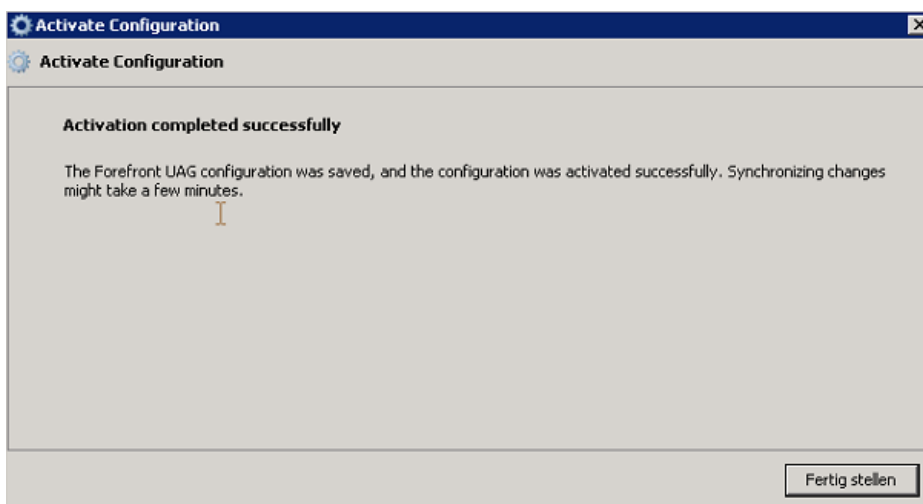 Activate Configuration
Activate Configuration
Activation completed successfully
The Forefront UAG configuration was saved, and the configuration was activated successfully. Synchronizing changes
might take a few minutes.
Fertig stellen